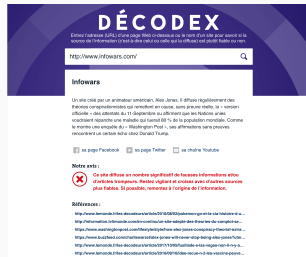 DÉCODEX
Entrez l'adresse (URL) d'une page Web ci-dessous ou le nom d'un site pour savoir si la
source de l'information (c'est-à-dire celui ou celle qui la diffuse) est plutôt fiable ou non.
http://www.infowars.com/
Infowars
Un site créé par un animateur américain, Alex Jones. Il diffuse régulièrement des
théories conspirationnistes qui remettent en cause, sans preuve réelle, la « version
officielle » des attentats du 11-Septembre ou affirment que les Nations unies
voudraient répandre une maladie qui tuerait 80 % de la population mondiale. Comme
le montre une enquête du « Washington Post », ses affirmations sans preuves
rencontrent un certain écho chez Donald Trump.
sa page Facebook sa page Twitter sa chaîne Youtube
Notre avis :
Ce site diffuse un nombre significatif de fausses informations et/ou
d'articles trompeurs. Restez vigilant et croisez avec d'autres sources
plus fiables. Si possible, remontez à l'origine de l'information.
Références :